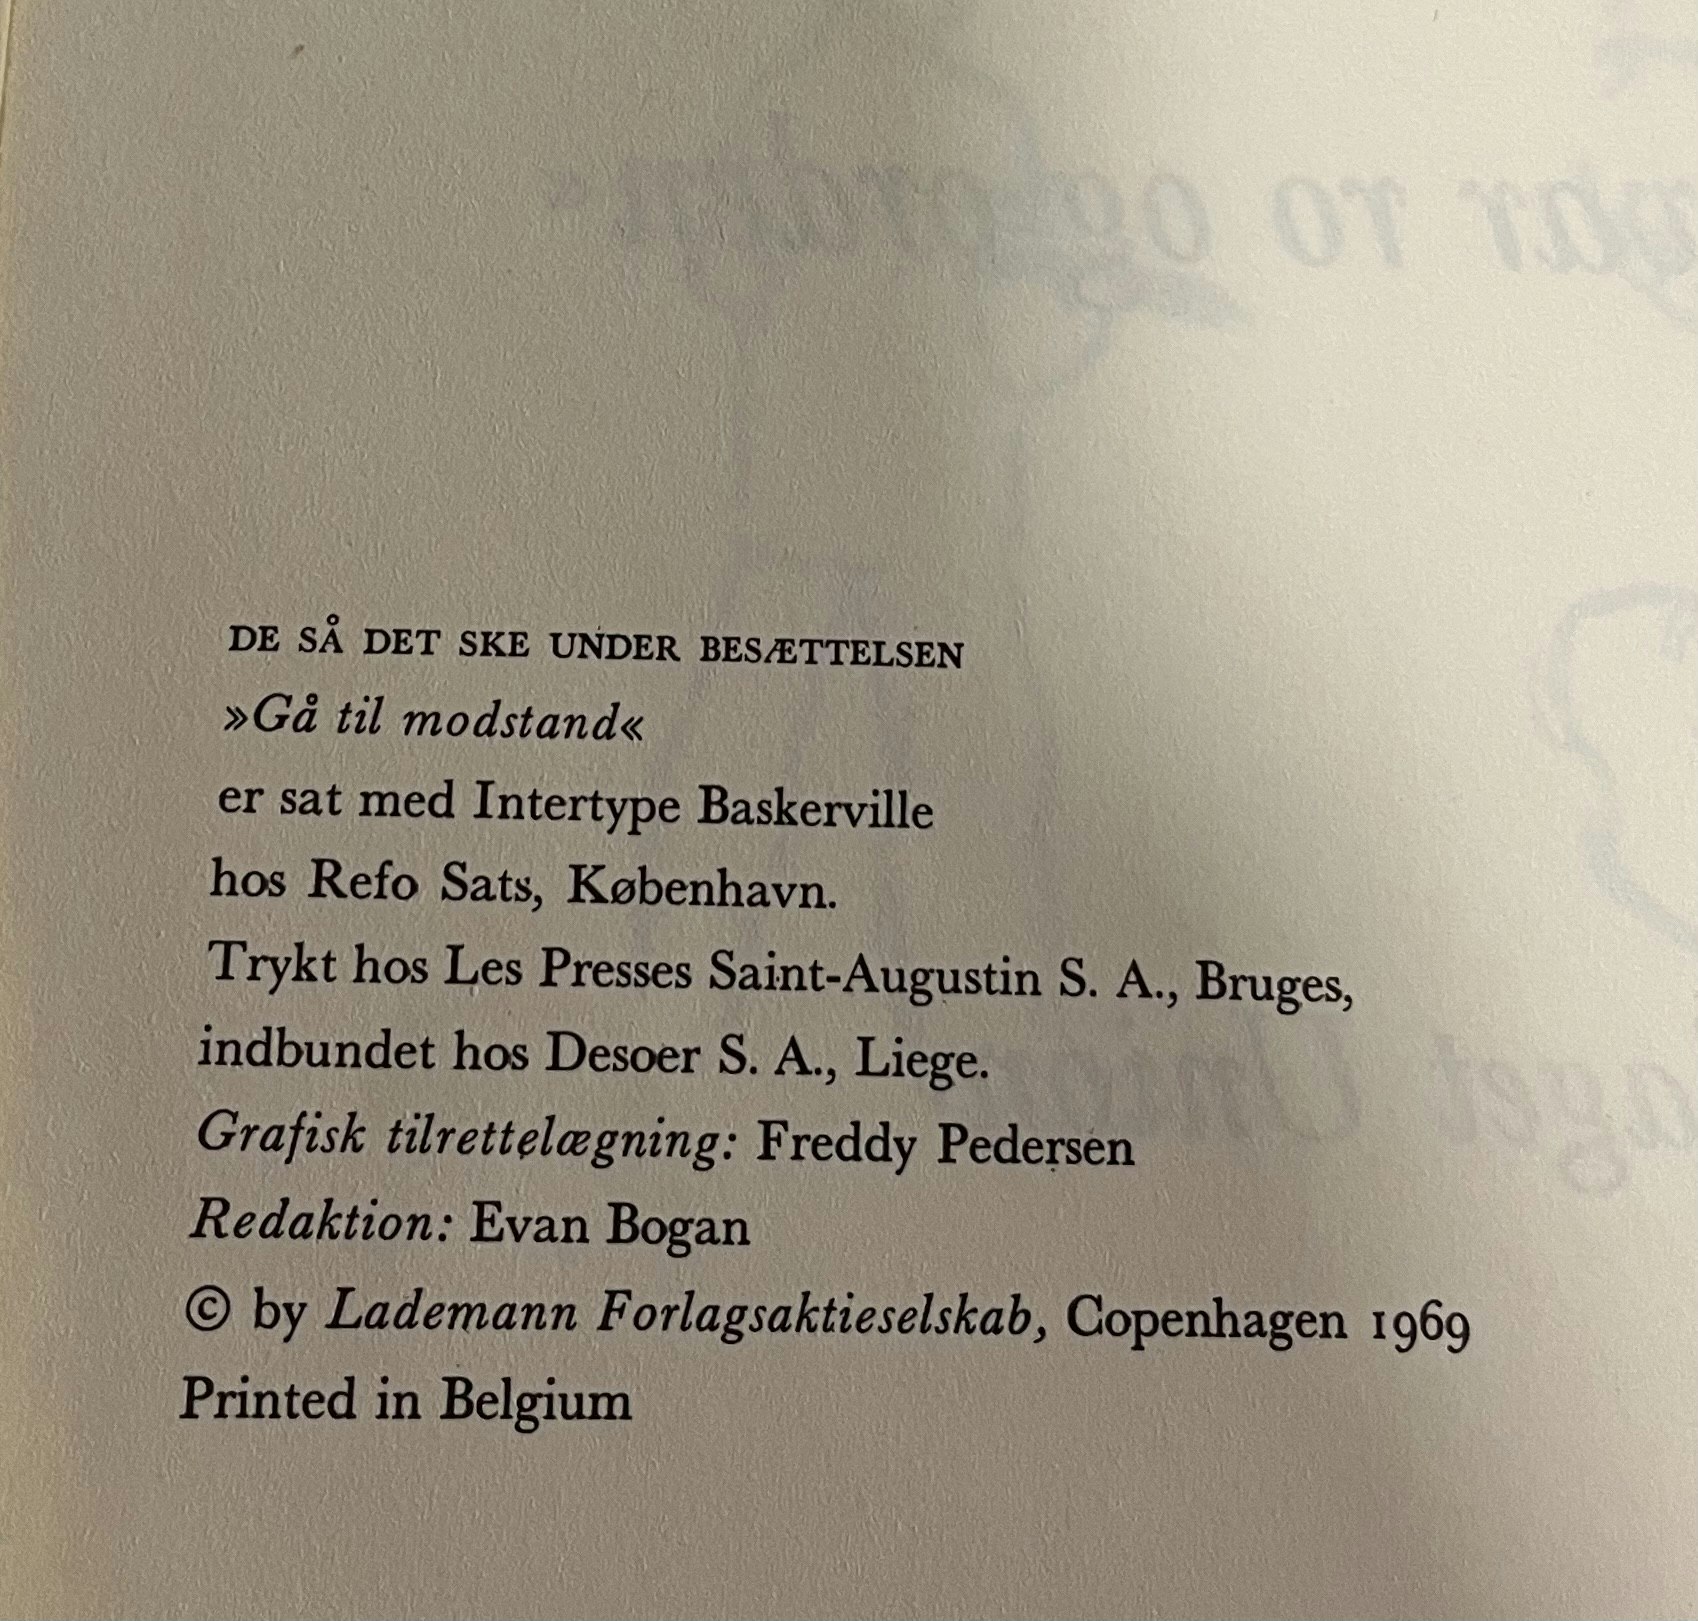 DE SÅ DET SKE UNDER BESÆTTELSEN
»Gå til modstand«
er sat med Intertype Baskerville
hos Refo Sats, København.
Trykt hos Les Presses Saint-Augustin S. A., Bruges,
indbundet hos Desoer S. A., Liege.
Grafisk tilrettelægning: Freddy Pedersen
Redaktion: Evan Bogan
© by Lademann Forlagsaktieselskab, Copenhagen 1969
Printed in Belgium